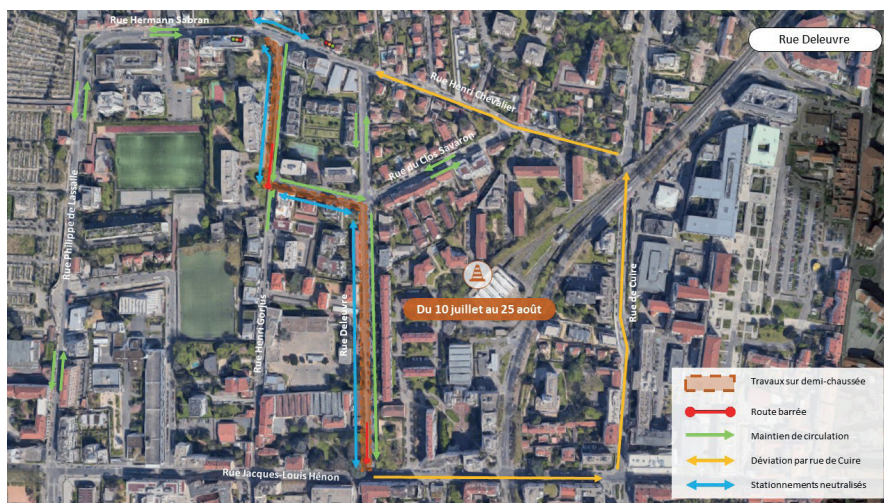 Rue Hermann Sabran
Rue Deleuvre
Rue Henri Chevalier
Rue du Clos Savaron
Rue Philippe de Lassalle
Rue Henri Gorjus
Rue Deleuvre
Rue de Cuire
Du 10 juillet au 25 août
Rue Jacques-Louis Hénon
Travaux sur demi-chaussée
Route barrée
Maintien de circulation
Déviation par rue de Cuire
Stationnements neutralisés